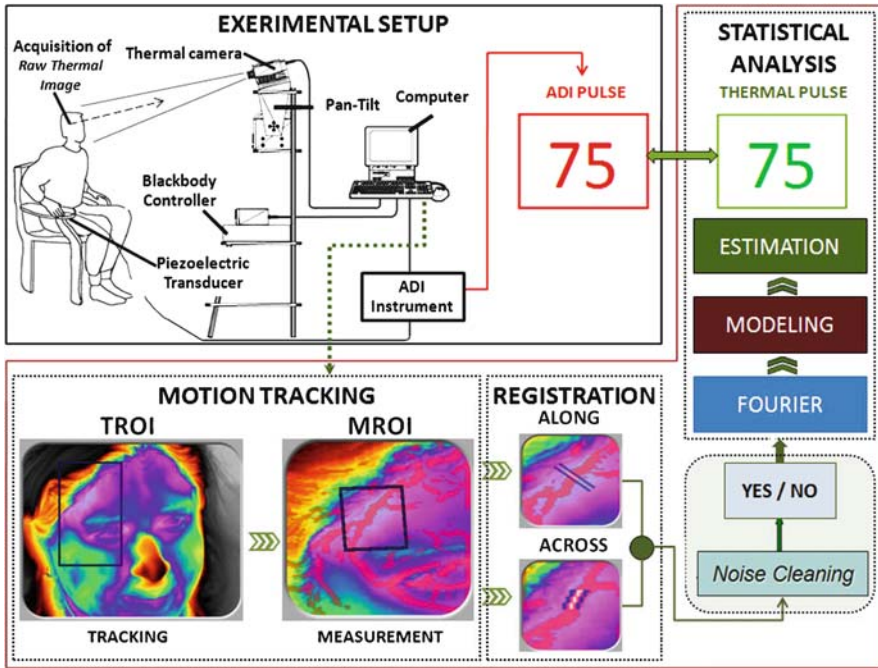 EXERIMENTAL SETUP
Acquisition of
Raw Thermal
Image
Thermal camera
Pan-Tilt
Computer
Blackbody
Controller
Piezoelectric
Transducer
ADI
Instrument
ADI PULSE
75
STATISTICAL
ANALYSIS
THERMAL PULSE
75
ESTIMATION
MODELING
FOURIER
MOTION TRACKING
TROI
MROI
TRACKING
MEASUREMENT
REGISTRATION
ALONG
ACROSS
YES / NO
Noise Cleaning